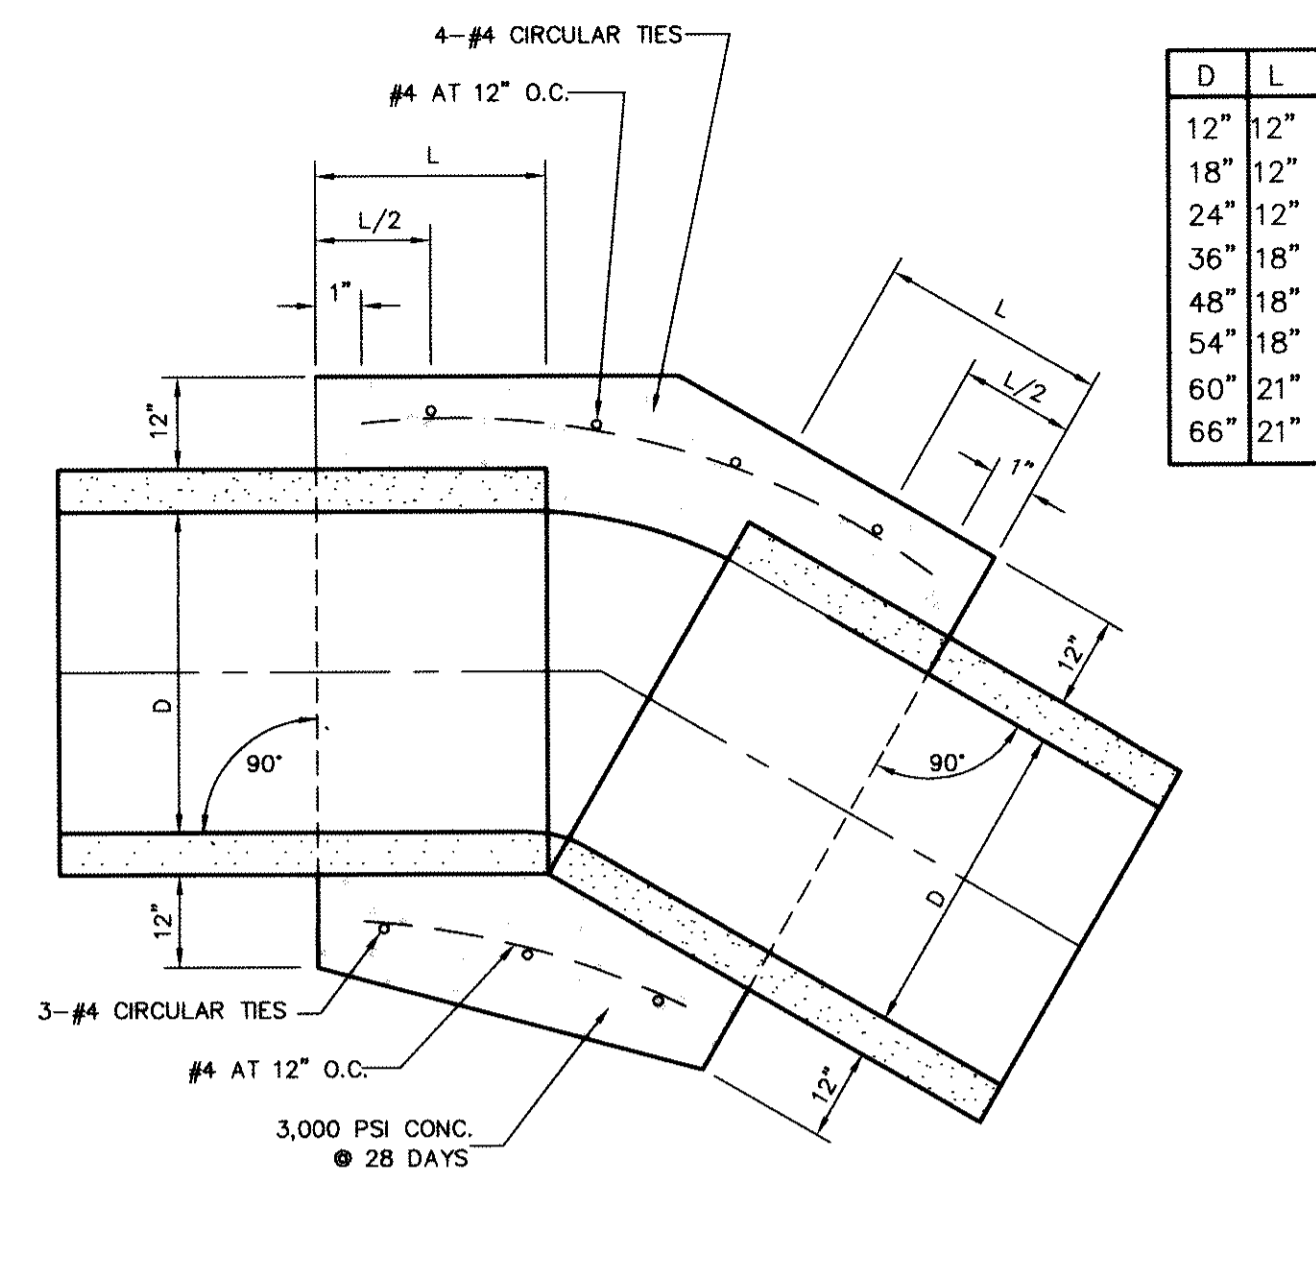 4-#4 CIRCULAR TIES
#4 AT 12" O.C.
D L
12" 12"
18" 12"
24" 12"
36" 18"
48" 18"
54" 18"
60" 21"
66" 21"
L
L/2
1"
L
L/2
1"
12"
12"
D
90°
90°
D
12"
3-#4 CIRCULAR TIES
#4 AT 12" O.C.
12"
3,000 PSI CONC.
@ 28 DAYS